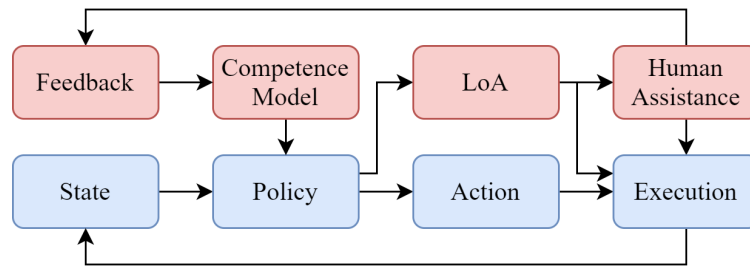 Feedback
Competence
Model
LoA
Human
Assistance
State
Policy
Action
Execution